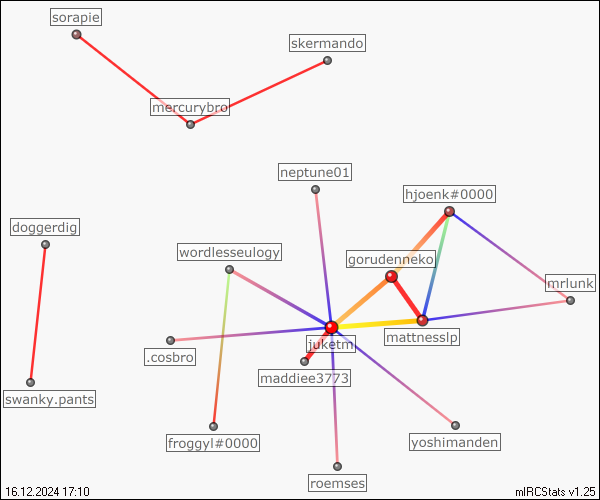 sorapie
skermando
mercurybro
neptune01
hjoenk#0000
doggerdig
wordlesseulogy
gorudenneko
mrlunk
mattnesslp
juketm
.cosbro
maddiee3773
swanky.pants
froggyl#0000
yoshimanden
roemses
16.12.2024 17:10
mIRCStats v1.25